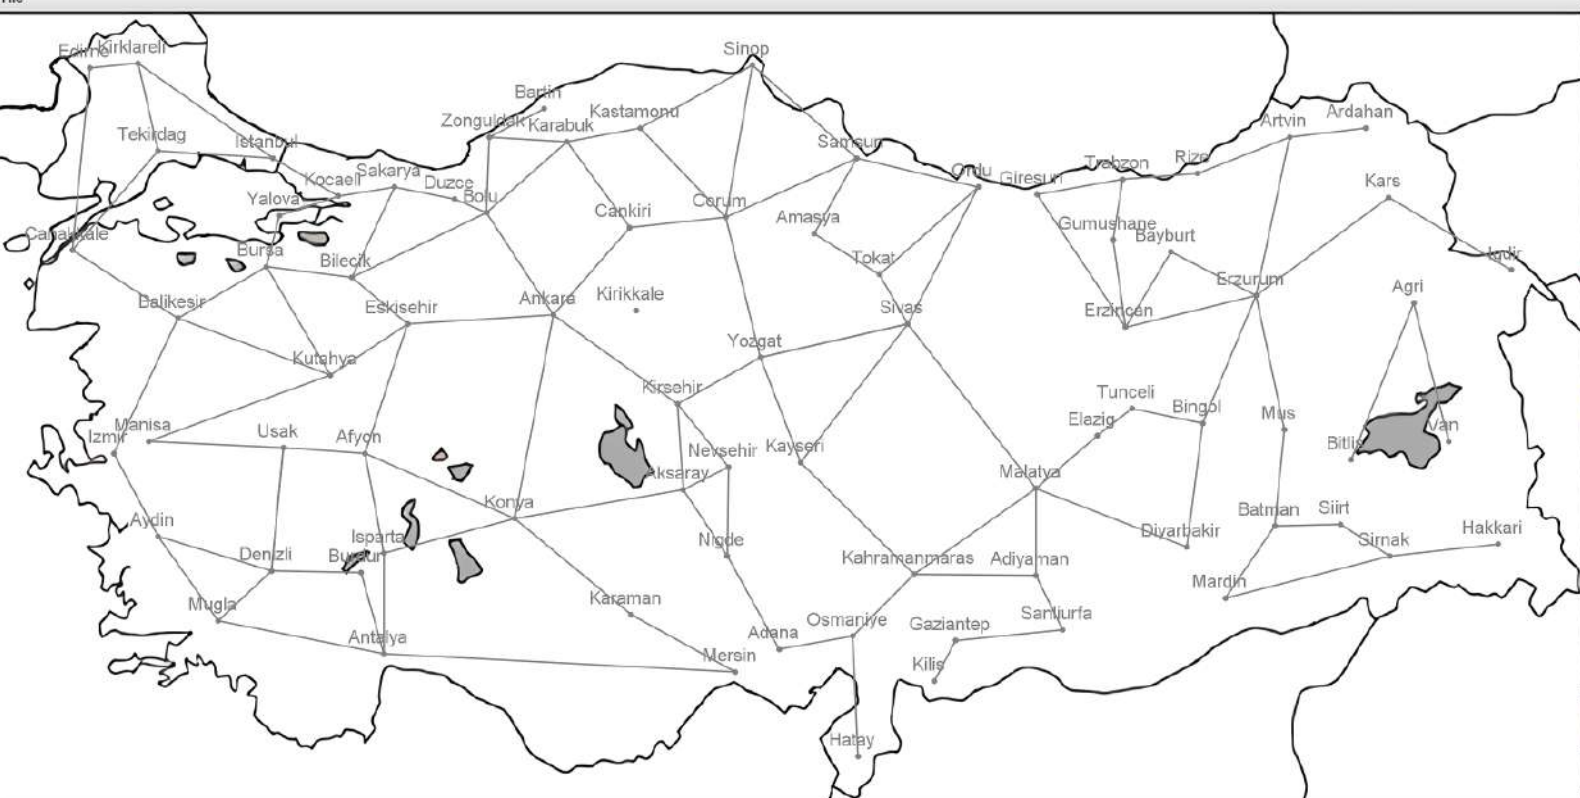 Sinop
Edirne
Kirklareli
Bartin
Kastamonu
Zonguldak
Karabuk
Ardahan
Artvin
Tekirdag
Istanbul
Samsun
Sakarya
Kocaeli
Duzce
Bolu
Ordu
Giresun
Trabzon
Rize
Kars
Yalova
Cankiri
Corum
Amasya
Gumushane
Bayburt
Canakkale
Bursa
Bilecik
Tokat
Igdir
Balikesir
Eskisehir
Ankara
Kirikkale
Sivas
Erzincan
Erzurum
Agri
Kutahya
Yozgat
Kirsehir
Tunceli
Bingol
Elazig
Mus
Izmir
Manisa
Usak
Afyon
Nevsehir
Kayseri
Aksaray
Bitlis
Van
Malatya
Konya
Aydin
Isparta
Batman
Siirt
Hakkari
Denizli
Burdur
Nigde
Diyarbakir
Sirnak
Kahramanmaras
Adiyaman
Mardin
Mugla
Karaman
Osmaniye
Sanliurfa
Gaziantep
Antalya
Adana
Mersin
Kilis
Hatay